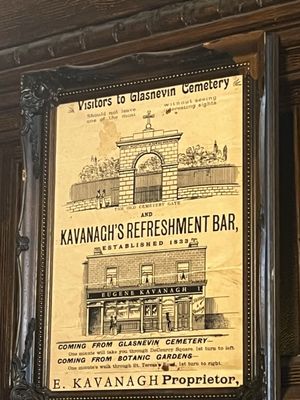 Visitors to Glasnevin Cemetery
Should not leave without seeing
one of the most interesting sights
THE OLD CEMETERY GATE
AND
KAVANAGH'S REFRESHMENT BAR,
ESTABLISHED 1833
EUGENE KAVANAGH
COMING FROM GLASNEVIN CEMETERY—
One minute will take you through DeCourcy Square 1st turn to left.
COMING FROM BOTANIC GARDENS—
One minute's walk through St. Teresa's Road, 1st turn to right.
E. KAVANAGH Proprietor,